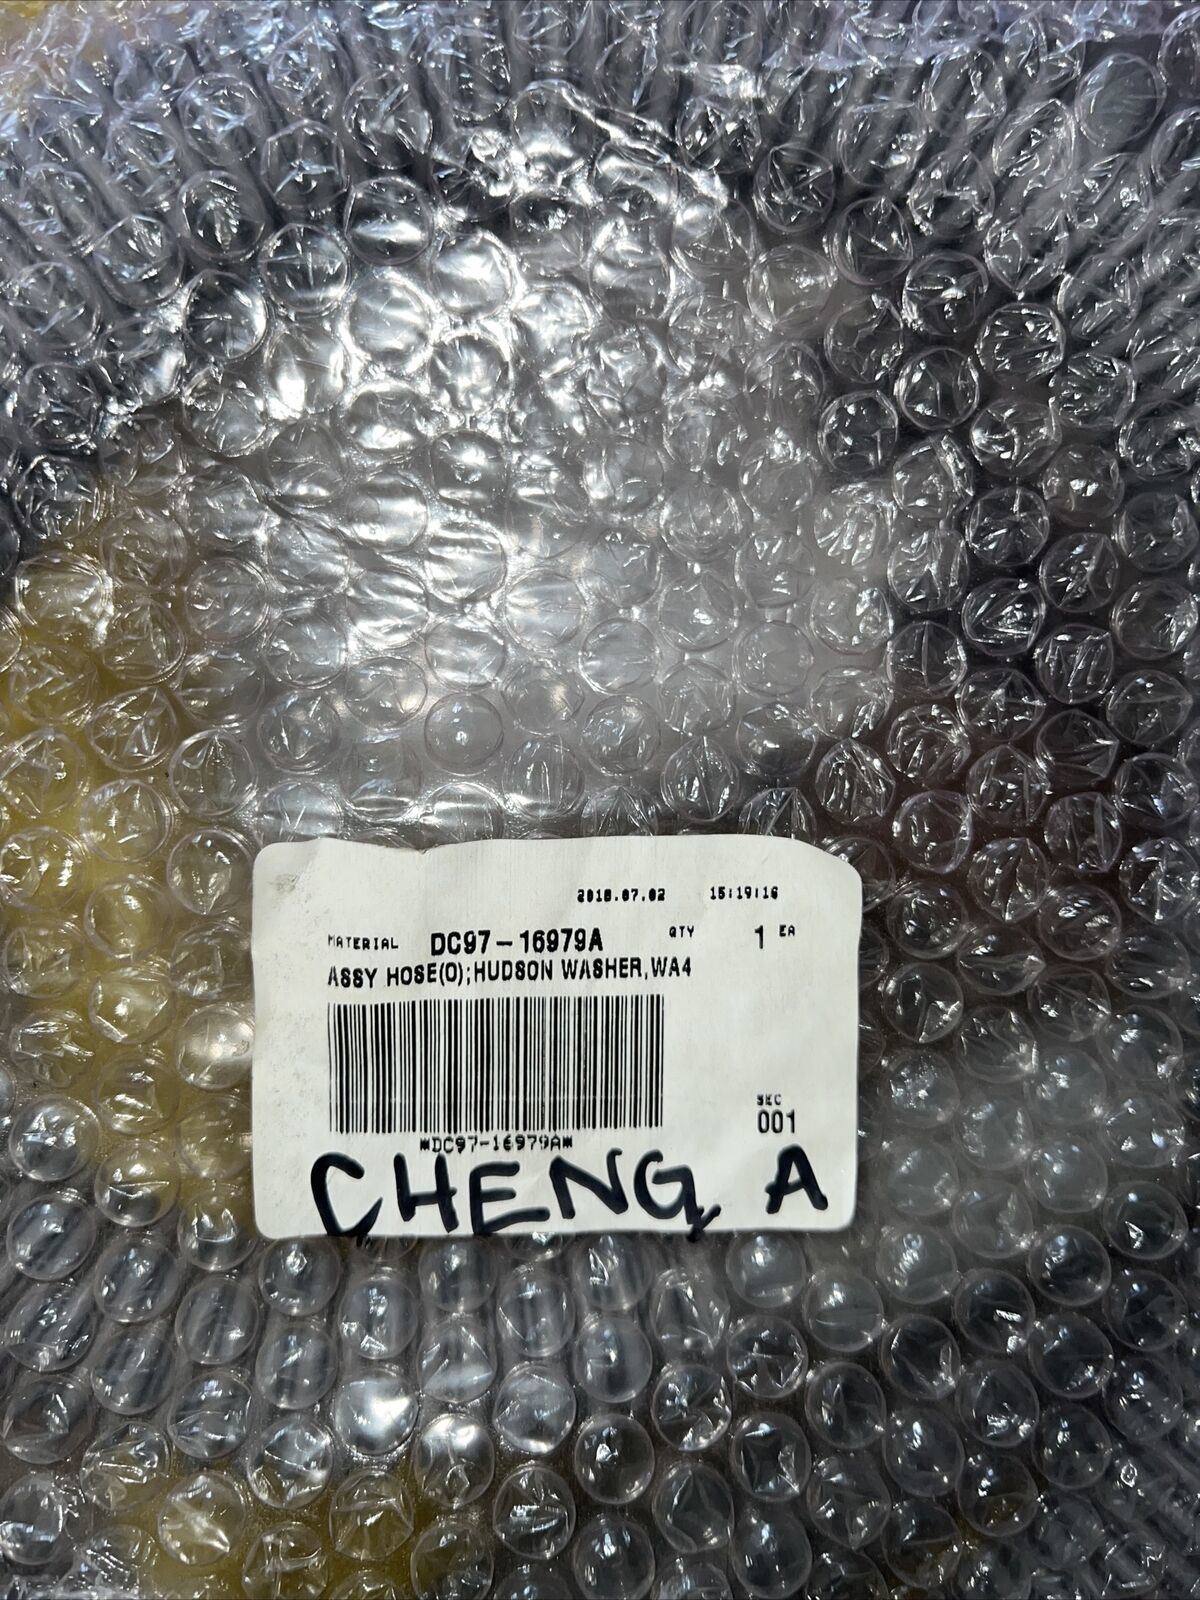 2018.07.02 15:19:16
MATERIAL DC97-16979A QTY 1 EA
ASSY HOSE(O);HUDSON WASHER,WA4
SEC
001
*DC97-16979A*
CHENG A